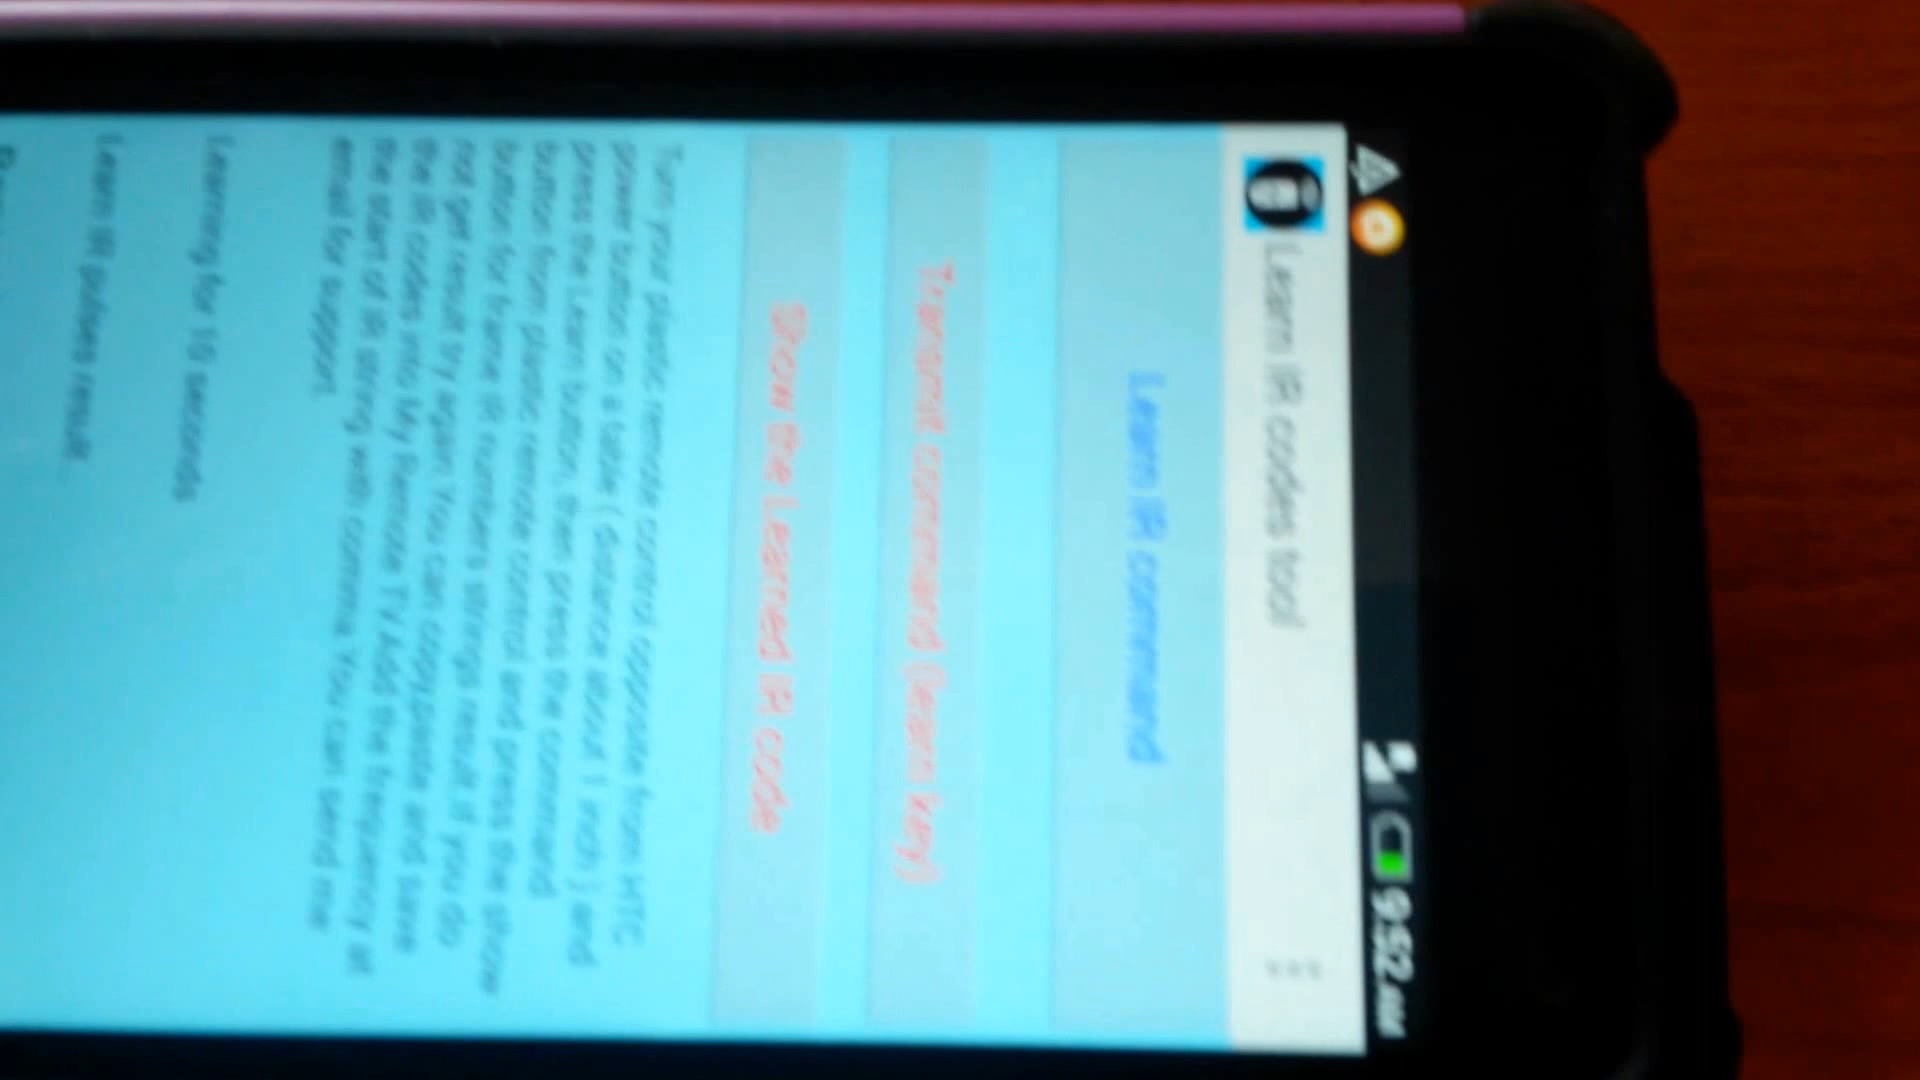 9:52 AM
Learn IR codes tool
Learn IR command
Transmit command (learn key)
Show the Learned IR code
Turn your plastic remote control opposite from HTC
power button on a table ( distance about 1 inch ) and
press the Learn button, then press the command
button from plastic remote control and press the show
button for frame IR numbers strings result. if you do
not get result try again. You can copy,paste and save
the IR codes into My Remote TV. Add the frequency at
the start of IR string with comma. You can send me
email for support.
Learning for 10 seconds
Learn IR pulses result